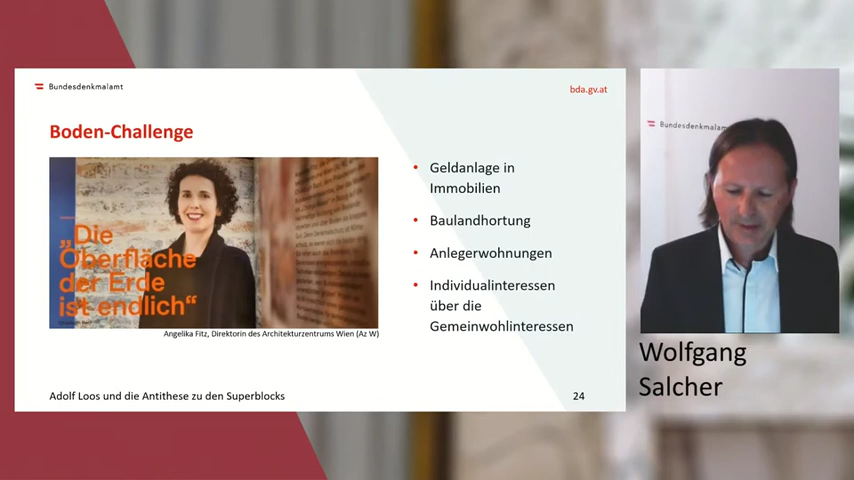 Bundesdenkmalamt
bda.gv.at
Boden-Challenge
„Die
Oberfläche
der Erde
ist endlich“
Angelika Fitz, Direktorin des Architekturzentrums Wien (Az W)
• Geldanlage in
Immobilien
• Baulandhortung
• Anlegerwohnungen
• Individualinteressen
über die
Gemeinwohlinteressen
Adolf Loos und die Antithese zu den Superblocks
24
Bundesdenkmalam
Wolfgang
Salcher